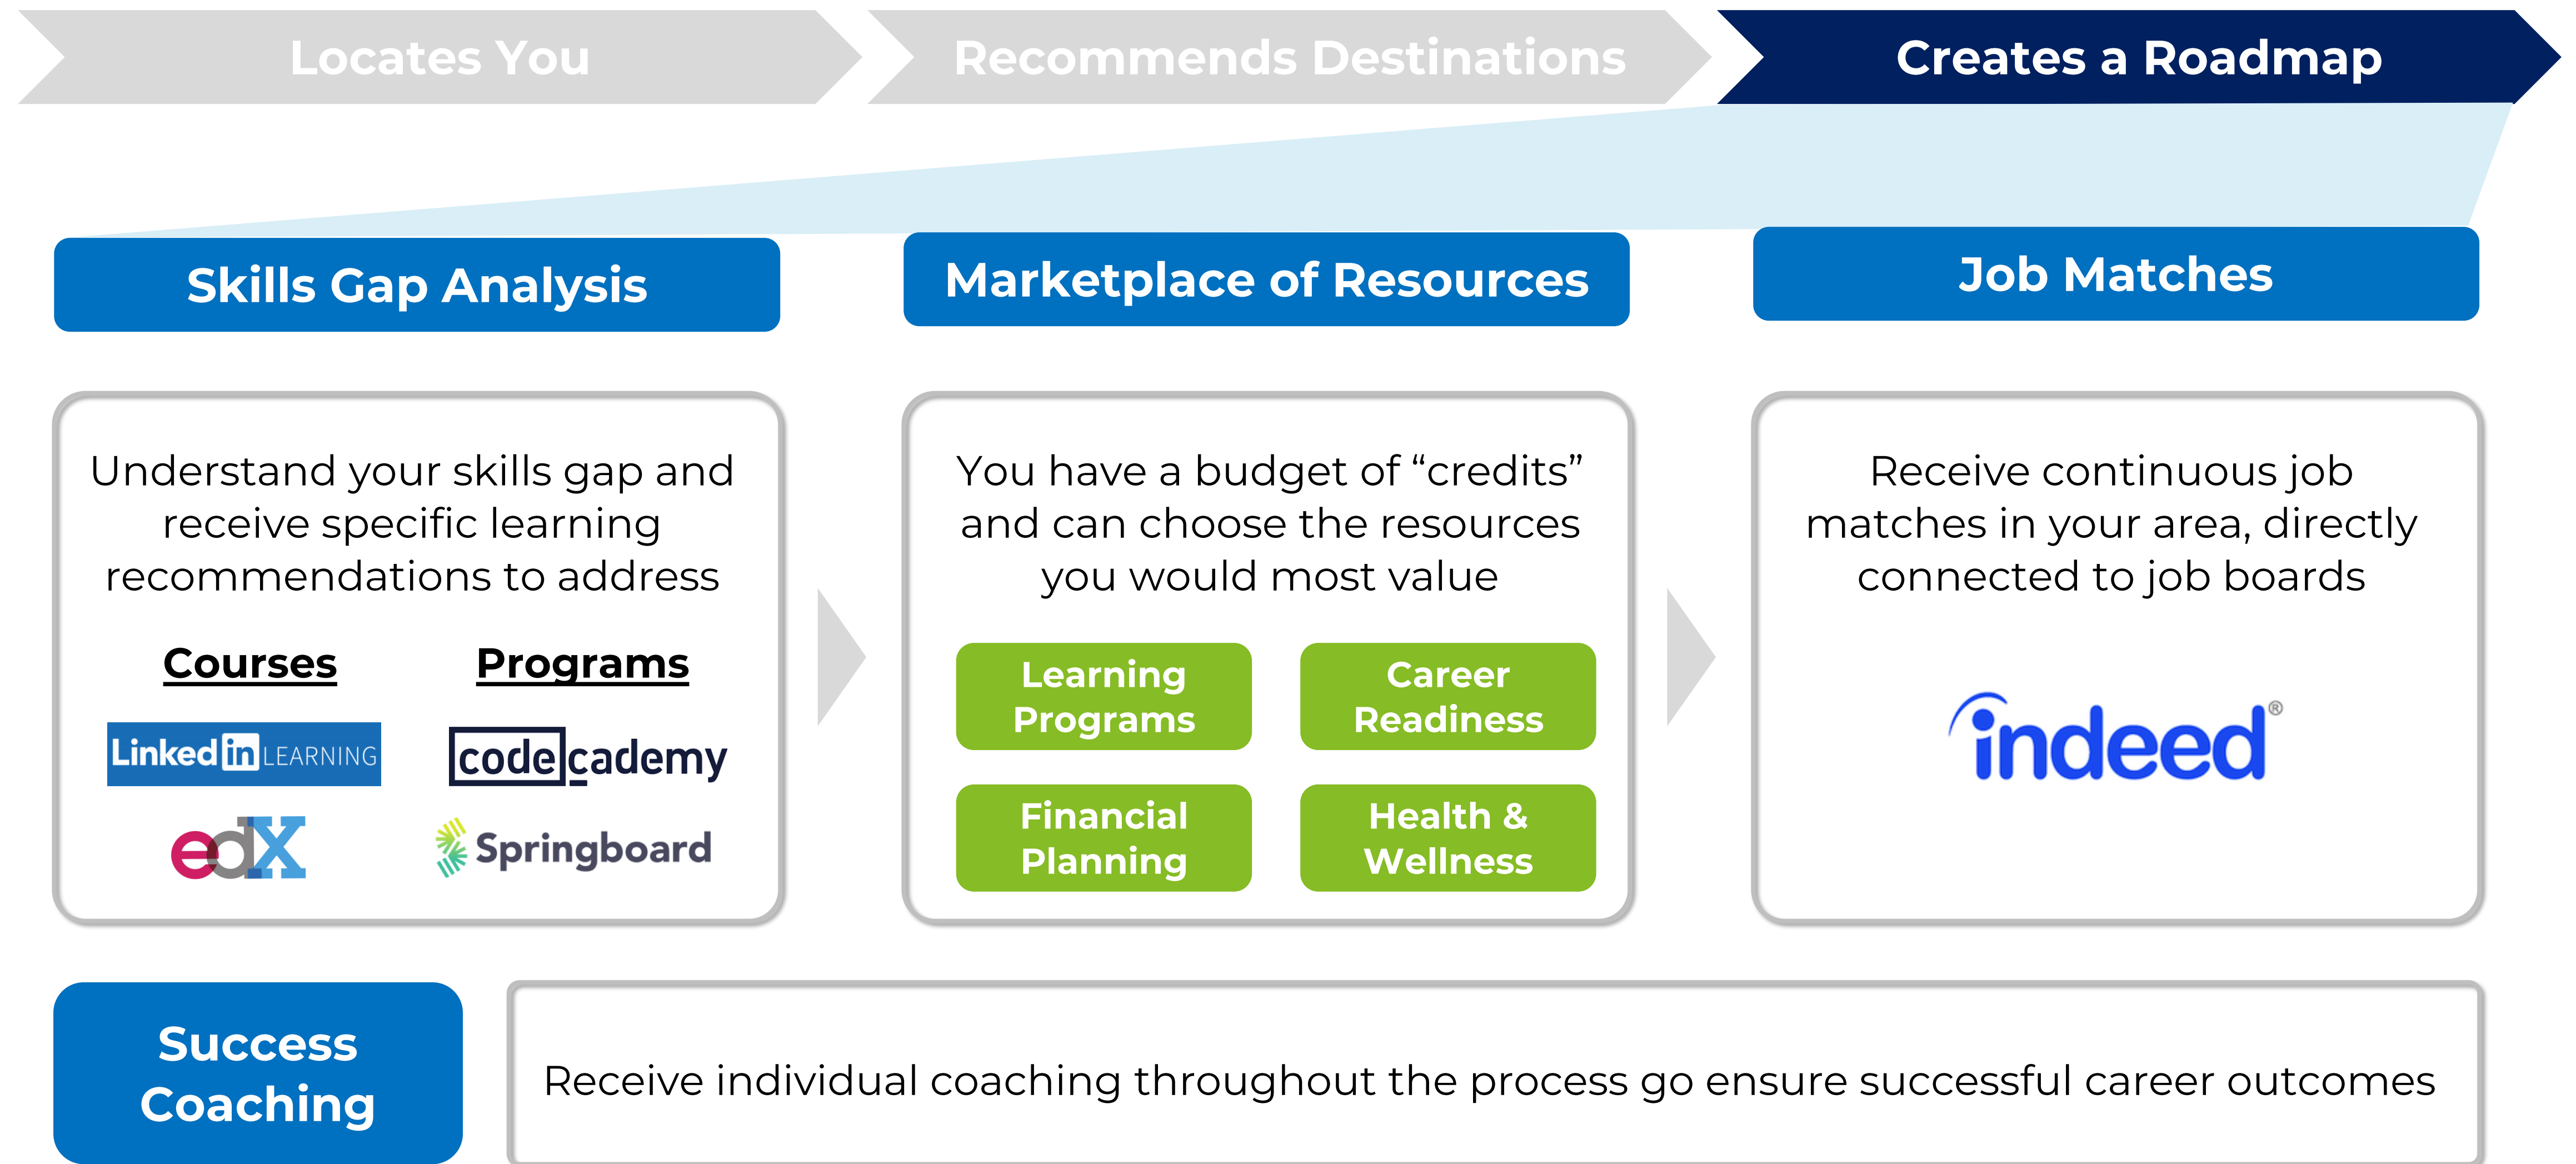 Locates You
Recommends Destinations
Creates a Roadmap
Skills Gap Analysis
Marketplace of Resources
Job Matches
Understand your skills gap and
receive specific learning
recommendations to address
Courses
Programs
Linked in LEARNING
codecademy
edX
Springboard
You have a budget of “credits”
and can choose the resources
you would most value
Learning
Programs
Career
Readiness
Financial
Planning
Health &
Wellness
Receive continuous job
matches in your area, directly
connected to job boards
indeed®
Success
Coaching
Receive individual coaching throughout the process go ensure successful career outcomes